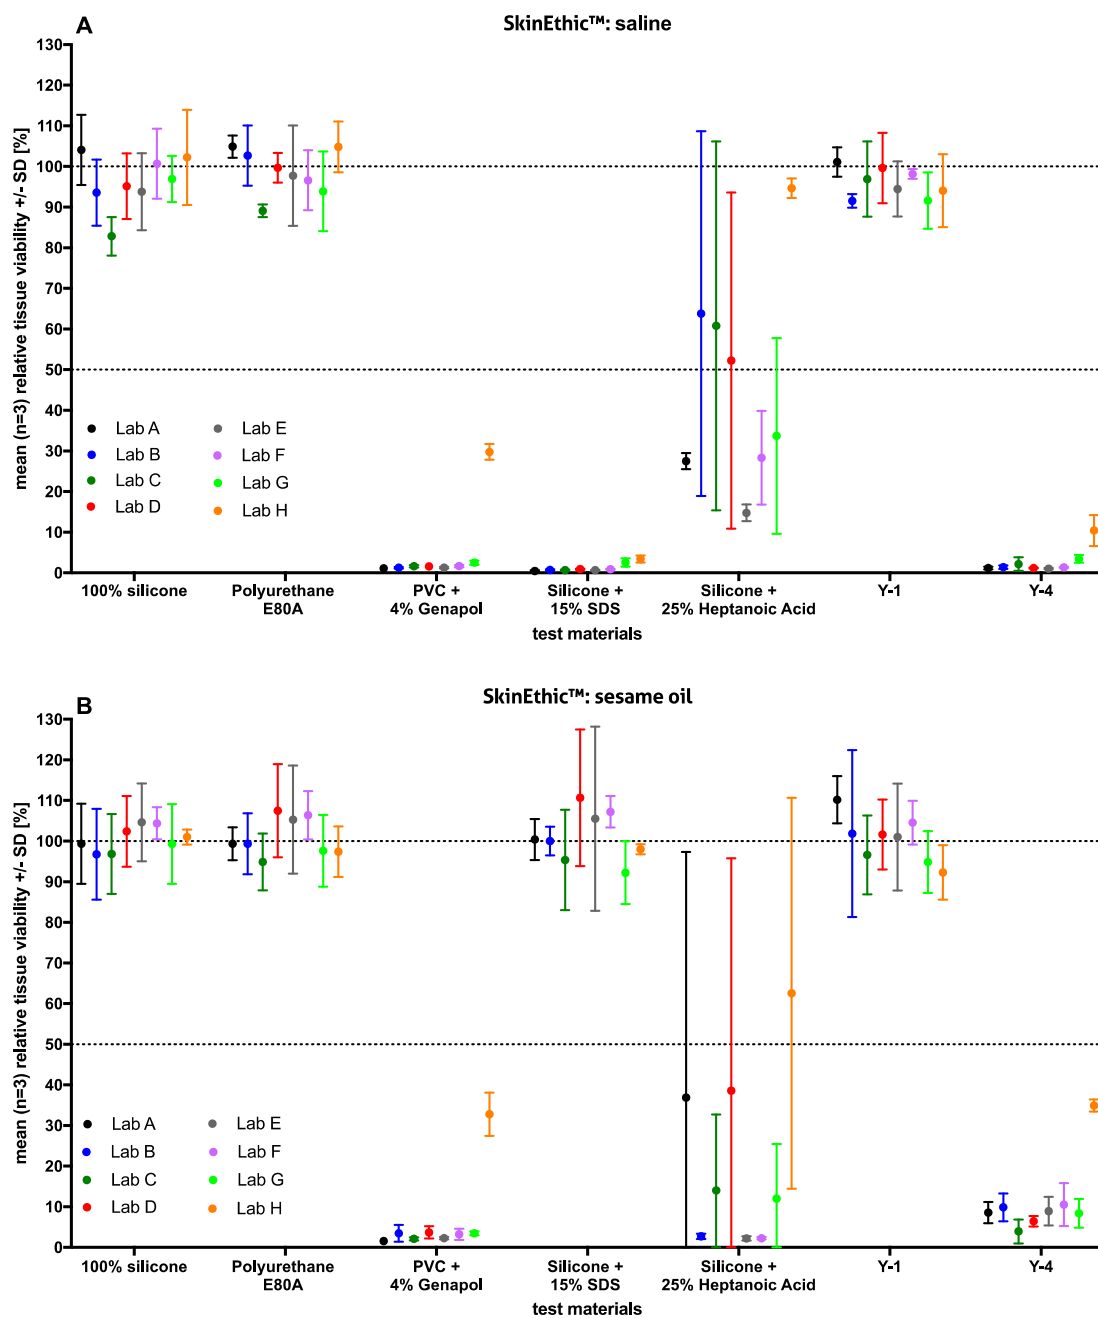 A
SkinEthic™: saline
mean (n=3) relative tissue viability +/- SD [%]
130
120
110
100
90
80
70
60
50
40
30
20
10
0
Lab A
Lab B
Lab C
Lab D
Lab E
Lab F
Lab G
Lab H
100% silicone
Polyurethane
E80A
PVC +
4% Genapol
Silicone +
15% SDS
Silicone +
25% Heptanoic Acid
Y-1
Y-4
test materials
B
SkinEthic™: sesame oil
mean (n=3) relative tissue viability +/- SD [%]
130
120
110
100
90
80
70
60
50
40
30
20
10
0
Lab A
Lab B
Lab C
Lab D
Lab E
Lab F
Lab G
Lab H
100% silicone
Polyurethane
E80A
PVC +
4% Genapol
Silicone +
15% SDS
Silicone +
25% Heptanoic Acid
Y-1
Y-4
test materials